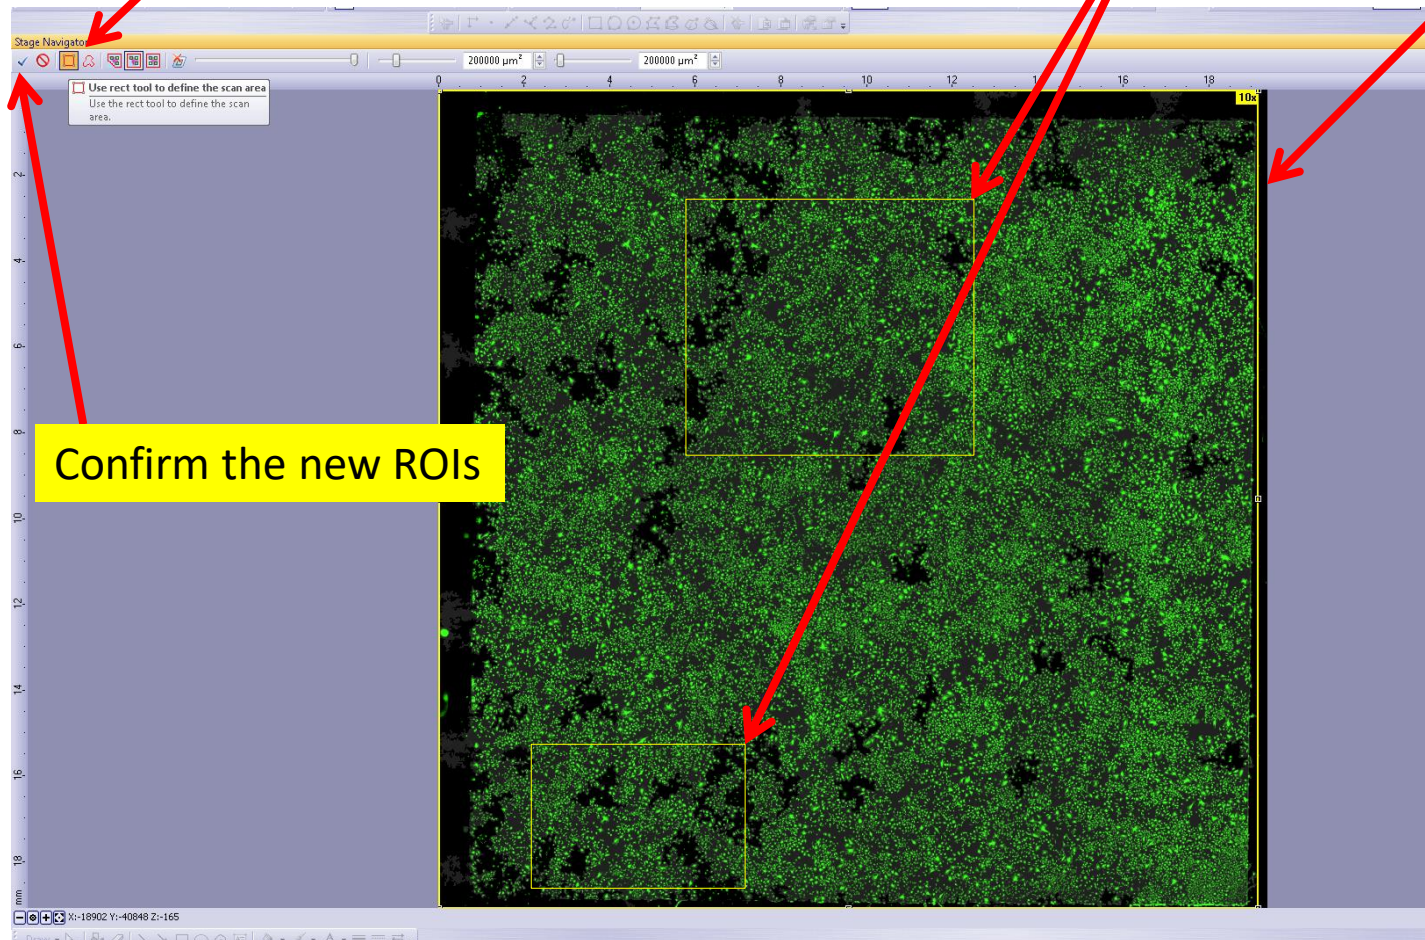 Stage Navigator
200000 µm² 200000 µm²
0 2 4 6 8 10 12 14 16 18
Use rect tool to define the scan area
Use the rect tool to define the scan
area.
10x
2
4
6
8
Confirm the new ROIs
10
12
14
16
18
mm
X:-18902 Y:-40848 Z:-165